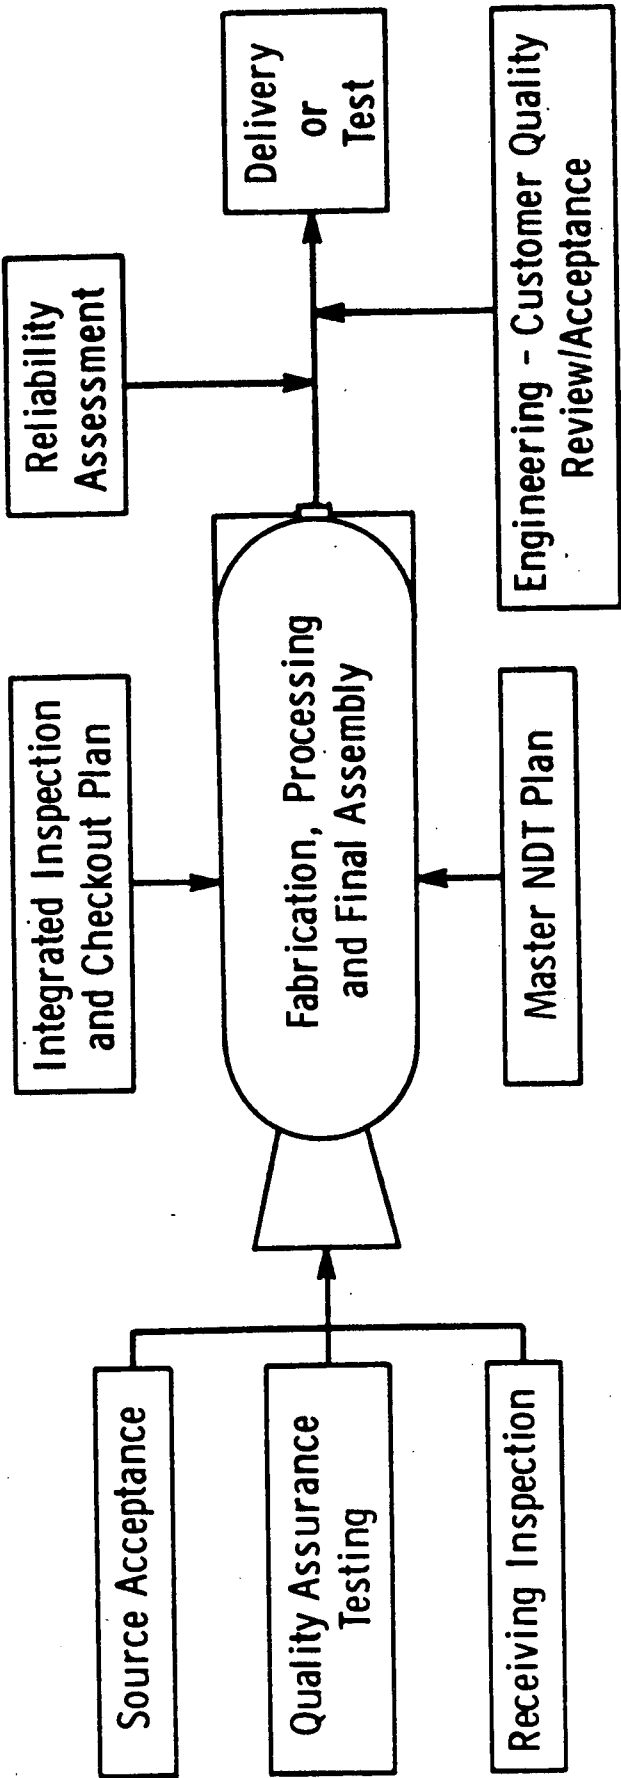 Source Acceptance
Quality Assurance
Testing
Receiving Inspection
Integrated Inspection
and Checkout Plan
Fabrication, Processing
and Final Assembly
Master NDT Plan
Reliability
Assessment
Engineering - Customer Quality
Review/Acceptance
Delivery
or
Test